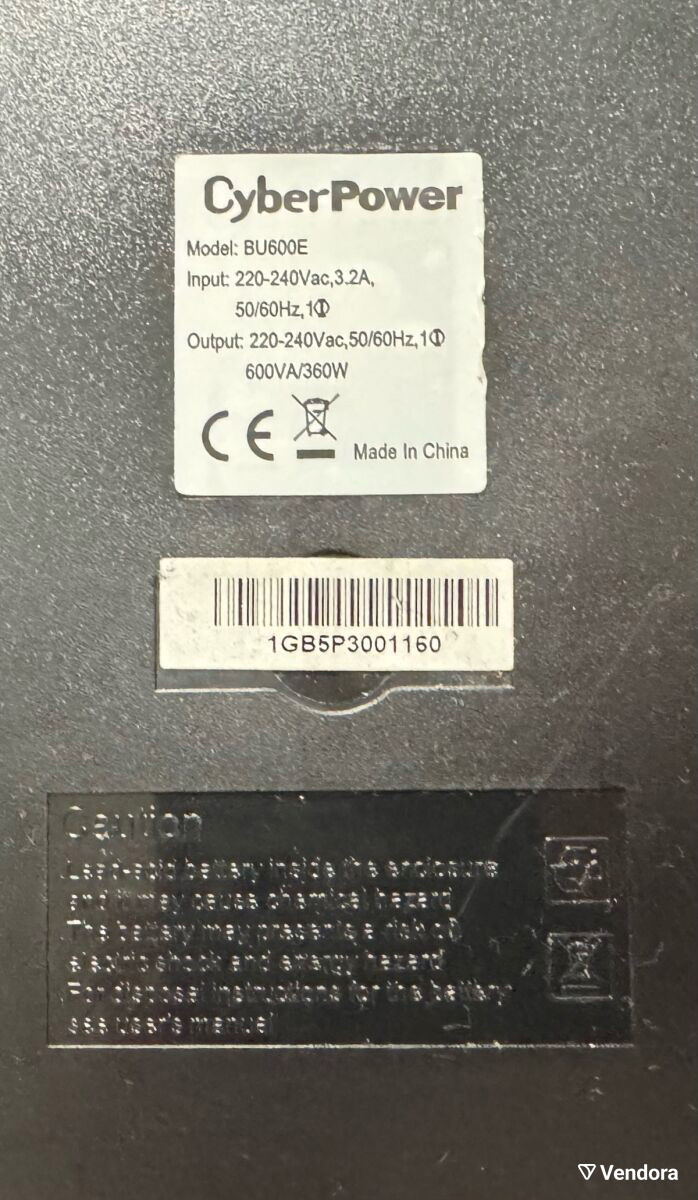 CyberPower
Model: BU600E
Input: 220-240Vac,3.2A,
50/60Hz,1Φ
Output: 220-240Vac,50/60Hz,1Φ
600VA/360W
CE
Made In China
1GB5P3001160
Caution
Lead-acid battery inside the enclosure
and it may cause chemical hazard
The battery may present a risk of
electric shock and energy hazard
For disposal instructions for the battery
see user's manual
Vendora